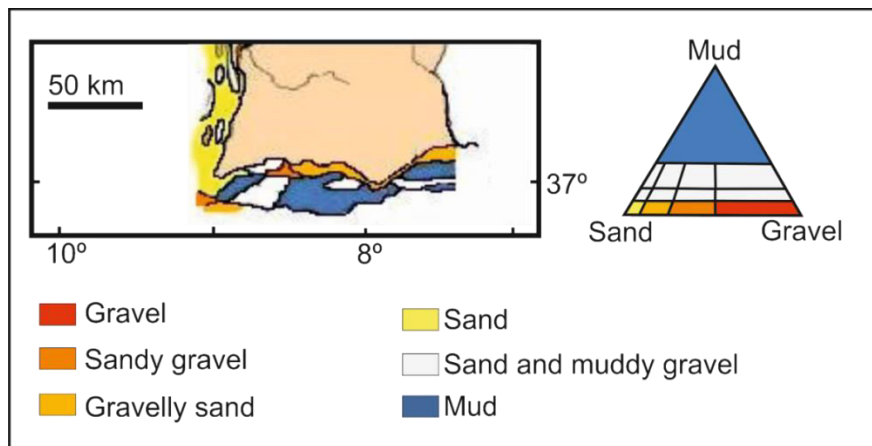 Mud
50 km
37º
Sand Gravel
10º 8º
Gravel
Sandy gravel
Gravelly sand
Sand
Sand and muddy gravel
Mud